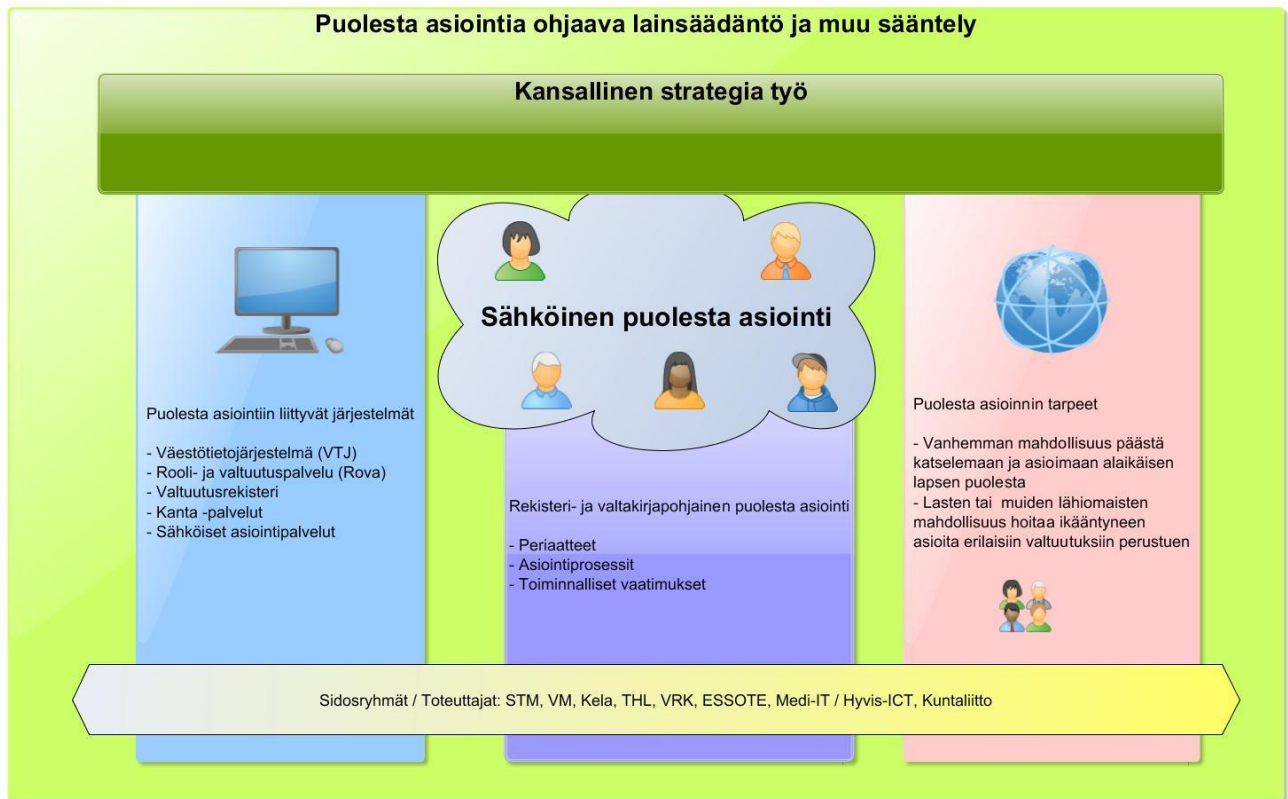 Puolesta asiointia ohjaava lainsäädäntö ja muu sääntely
Kansallinen strategia työ
Sähköinen puolesta asiointi
Puolesta asiointiin liittyvät järjestelmät
- Väestötietojärjestelmä (VTJ)
- Rooli- ja valtuutuspalvelu (Rova)
- Valtuutusrekisteri
- Kanta -palvelut
- Sähköiset asiointipalvelut
Rekisteri- ja valtakirjapohjainen puolesta asiointi
- Periaatteet
- Asiointiprosessit
- Toiminnalliset vaatimukset
Puolesta asioinnin tarpeet
- Vanhemman mahdollisuus päästä
katselemaan ja asioimaan alaikäisen
lapsen puolesta
- Lasten tai muiden lähiomaisten
mahdollisuus hoitaa ikääntyneen
asioita erilaisiin valtuutuksiin perustuen
Sidosryhmät / Toteuttajat: STM, VM, Kela, THL, VRK, ESSOTE, Medi-IT / Hyvis-ICT, Kuntaliitto